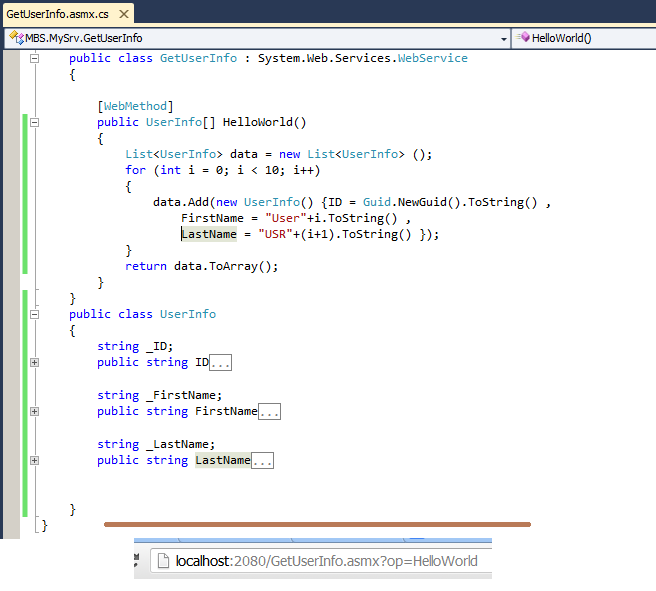 GetUserInfo.asmx.cs
MBS.MySrv.GetUserInfo HelloWorld()
public class GetUserInfo : System.Web.Services.WebService
{
[WebMethod]
public UserInfo[] HelloWorld()
{
List<UserInfo> data = new List<UserInfo> ();
for (int i = 0; i < 10; i++)
{
data.Add(new UserInfo() {ID = Guid.NewGuid().ToString() ,
FirstName = "User"+i.ToString() ,
LastName = "USR"+(i+1).ToString() });
}
return data.ToArray();
}
}
public class UserInfo
{
string _ID;
public string ID...
string _FirstName;
public string FirstName...
string _LastName;
public string LastName...
}
}
localhost:2080/GetUserInfo.asmx?op=HelloWorld